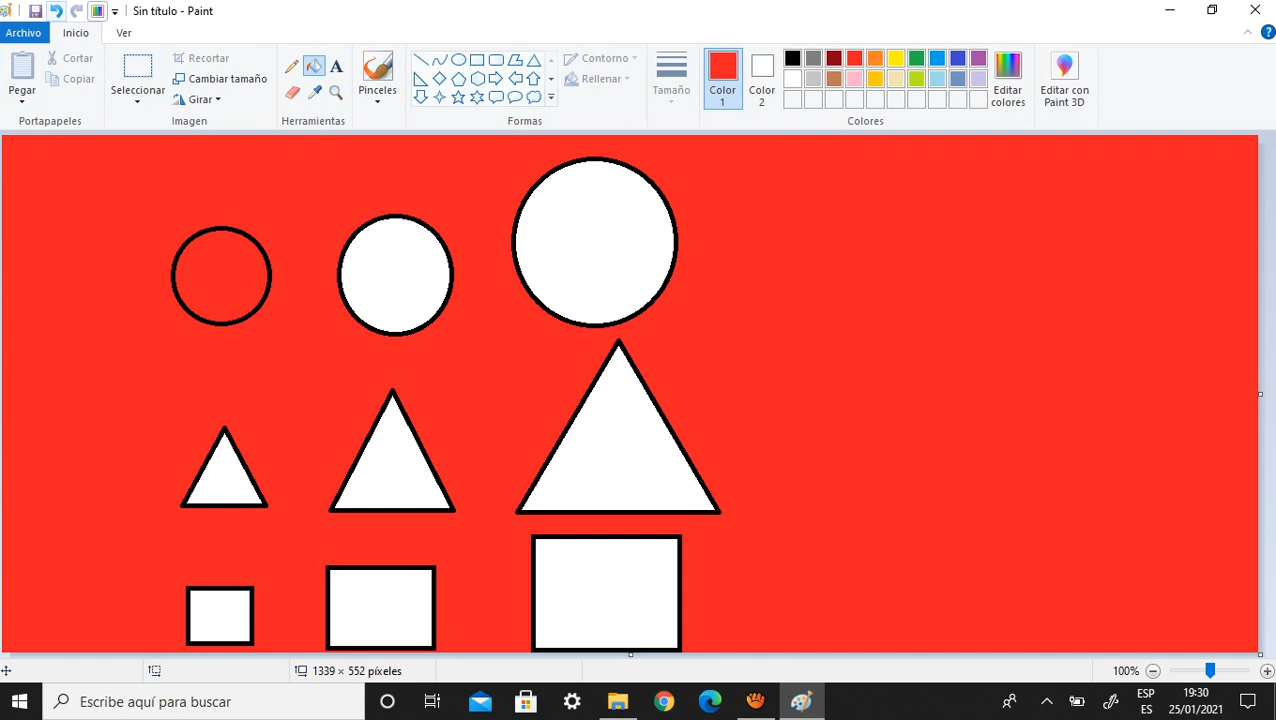 Sin título - Paint
Archivo Inicio Ver
Pegar
Cortar
Copiar
Portapapeles
Seleccionar
Recortar
Cambiar tamaño
Girar
Imagen
A
Herramientas
Pinceles
Contorno
Rellenar
Formas
Tamaño
Color 1
Color 2
Editar colores
Colores
Editar con Paint 3D
1339 × 552 píxeles
100%
Escribe aquí para buscar
ESP
ES
19:30
25/01/2021